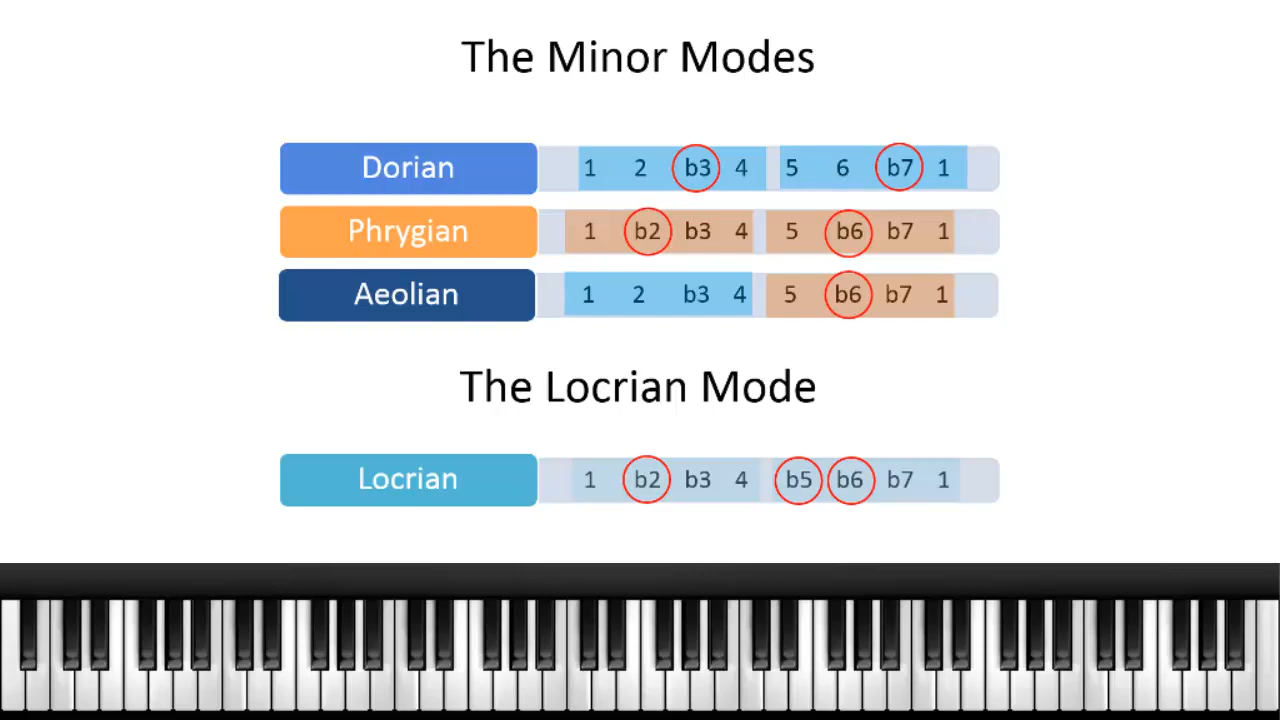 The Minor Modes
Dorian 1 2 b3 4 5 6 b7 1
Phrygian 1 b2 b3 4 5 b6 b7 1
Aeolian 1 2 b3 4 5 b6 b7 1
The Locrian Mode
Locrian 1 b2 b3 4 b5 b6 b7 1